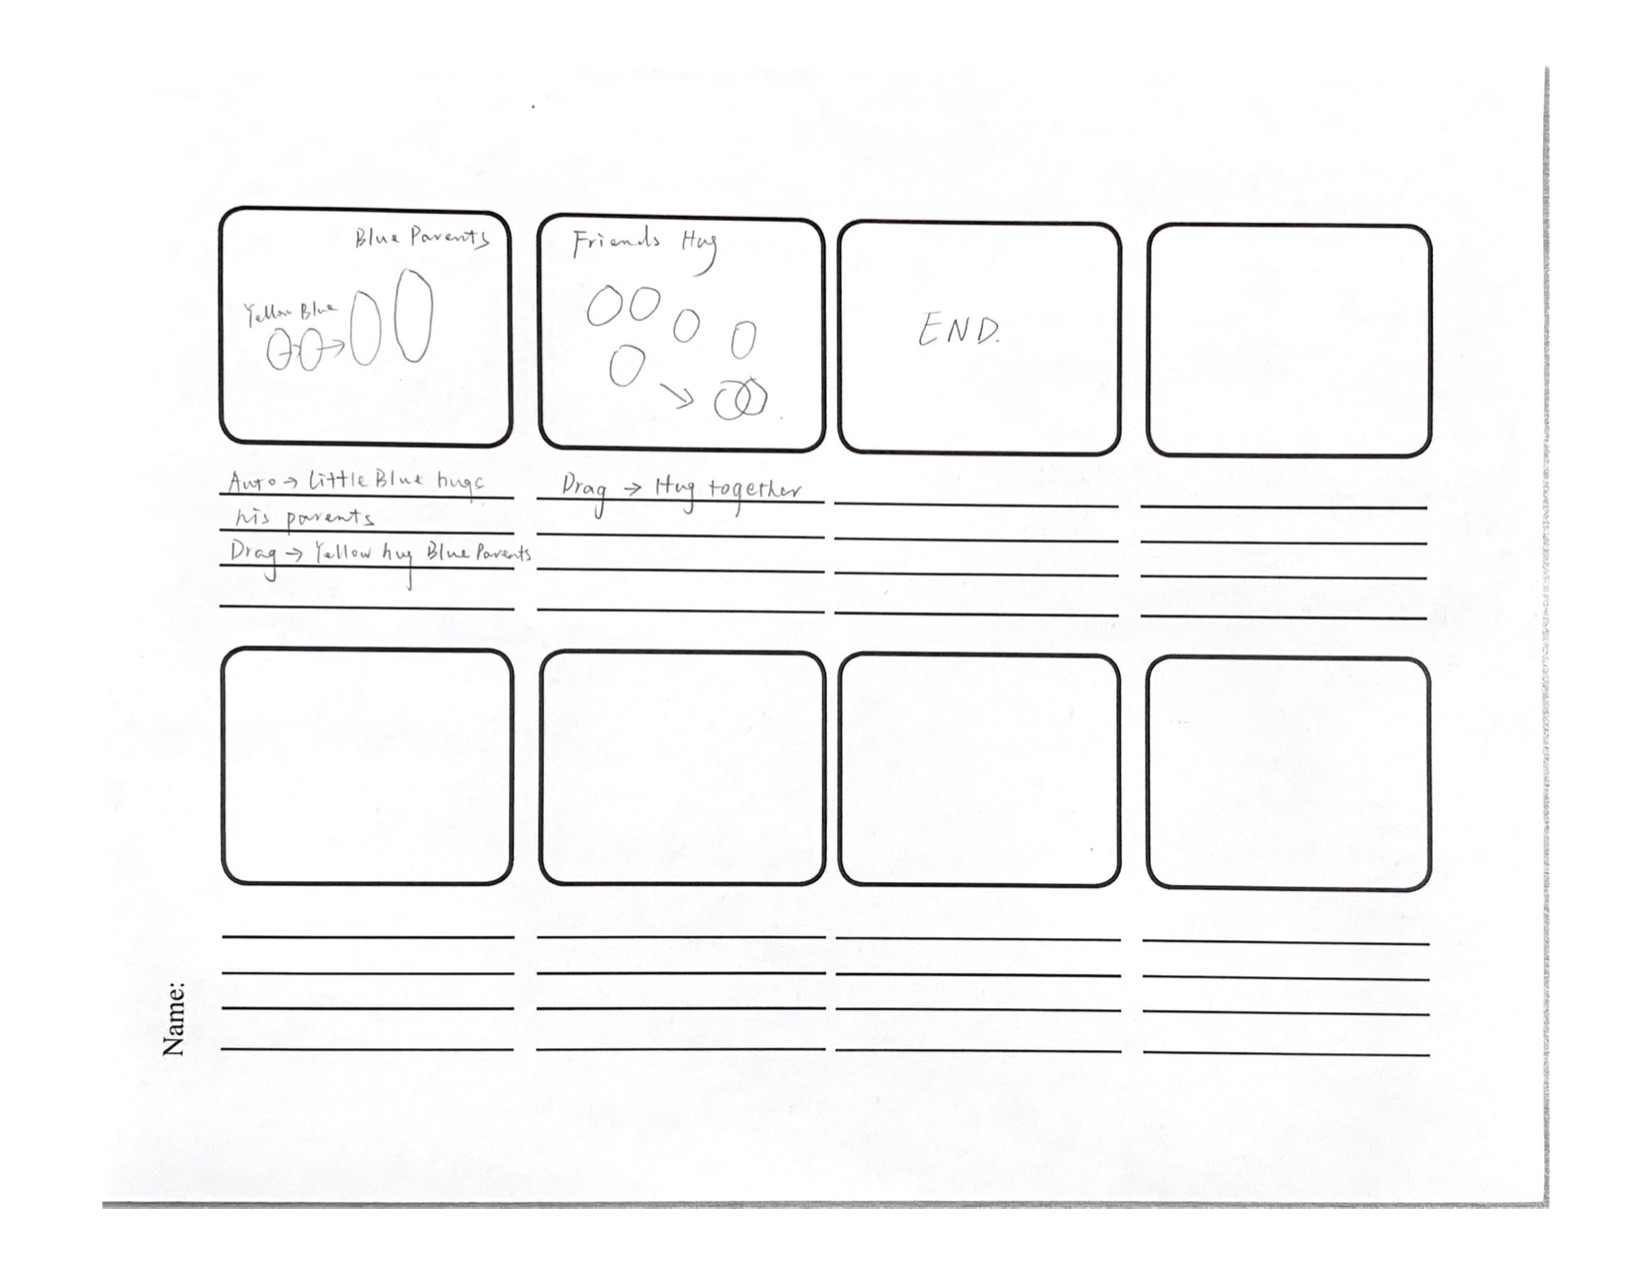 Blue Parents
Yellow Blue
Auto → Little Blue hugs
his parents
Drag → Yellow hug Blue Parents
Friends Hug
Drag → Hug together
END.
Name: